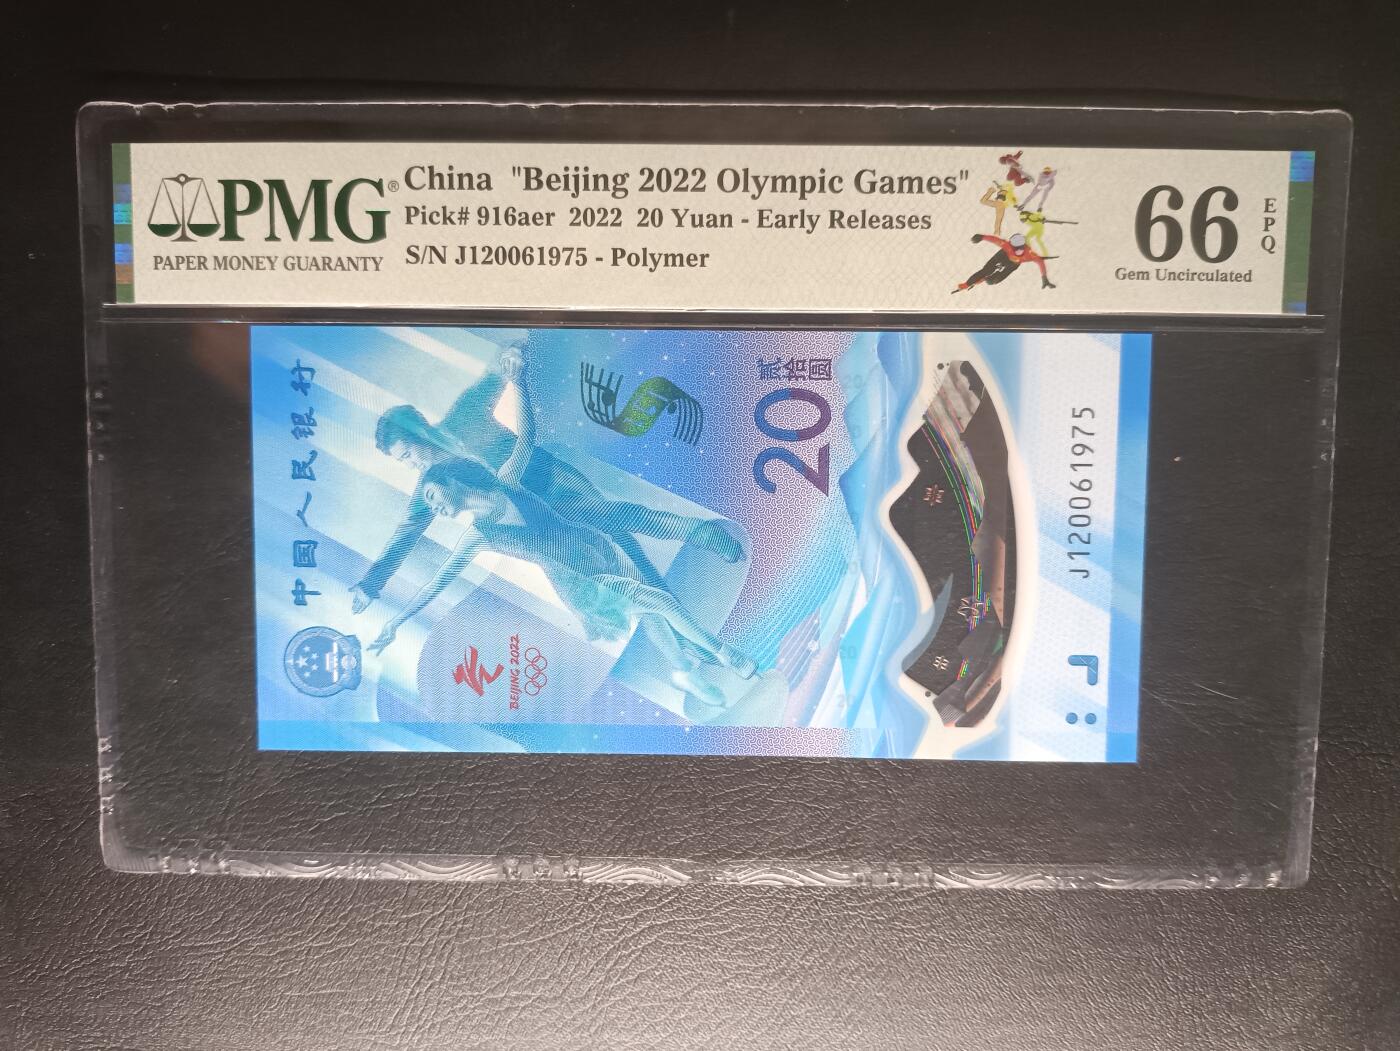 PMG®
PAPER MONEY GUARANTY
China "Beijing 2022 Olympic Games"
Pick# 916aer 2022 20 Yuan - Early Releases
S/N J120061975 - Polymer
66
EPQ
Gem Uncirculated
中国人民银行
BEIJING 2022
20
贰拾圆
J120061975